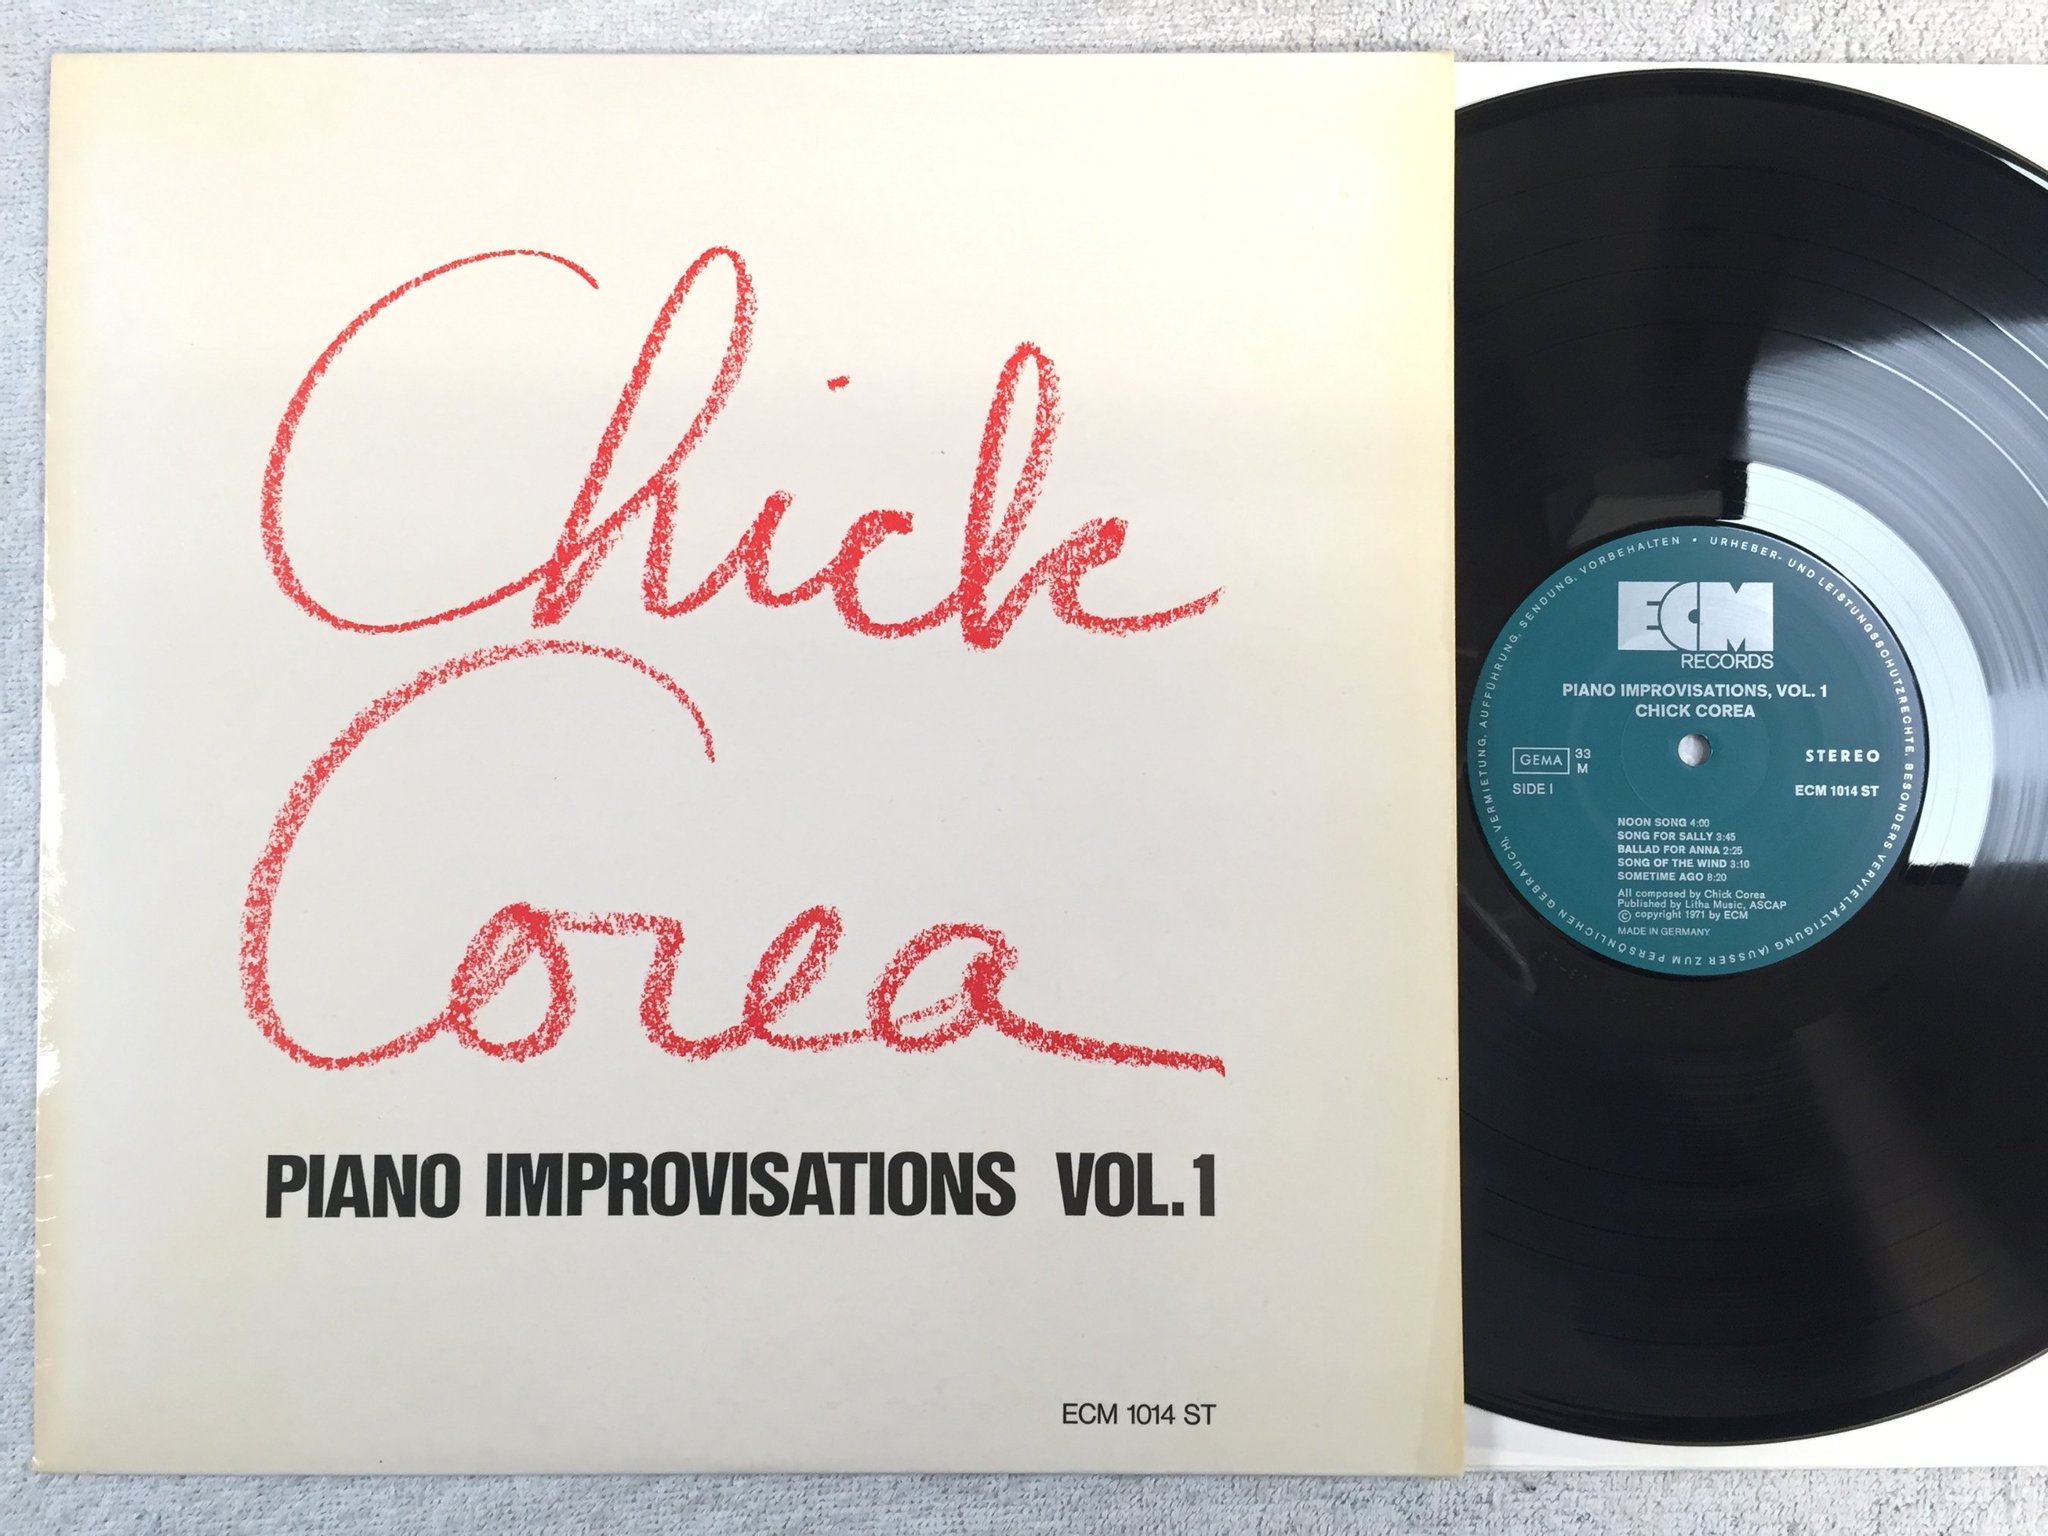 Chick
Corea
PIANO IMPROVISATIONS VOL.1
ECM 1014 ST
URHEBER- UND LEISTUNGSSCHUTZRECHTE, BESONDERS VERVIELFÄLTIGUNG (AUSSER ZUM PERSÖNLICHEN GEBRAUCH), VERMIETUNG, AUFFÜHRUNG, SENDUNG, VORBEHALTEN •
ECM
RECORDS
PIANO IMPROVISATIONS, VOL. 1
CHICK COREA
GEMA 33 M STEREO
SIDE I ECM 1014 ST
NOON SONG 4:00
SONG FOR SALLY 3:45
BALLAD FOR ANNA 2:25
SONG OF THE WIND 3:10
SOMETIME AGO 8:20
All composed by Chick Corea
Published by Litha Music, ASCAP
© copyright 1971 by ECM
MADE IN GERMANY